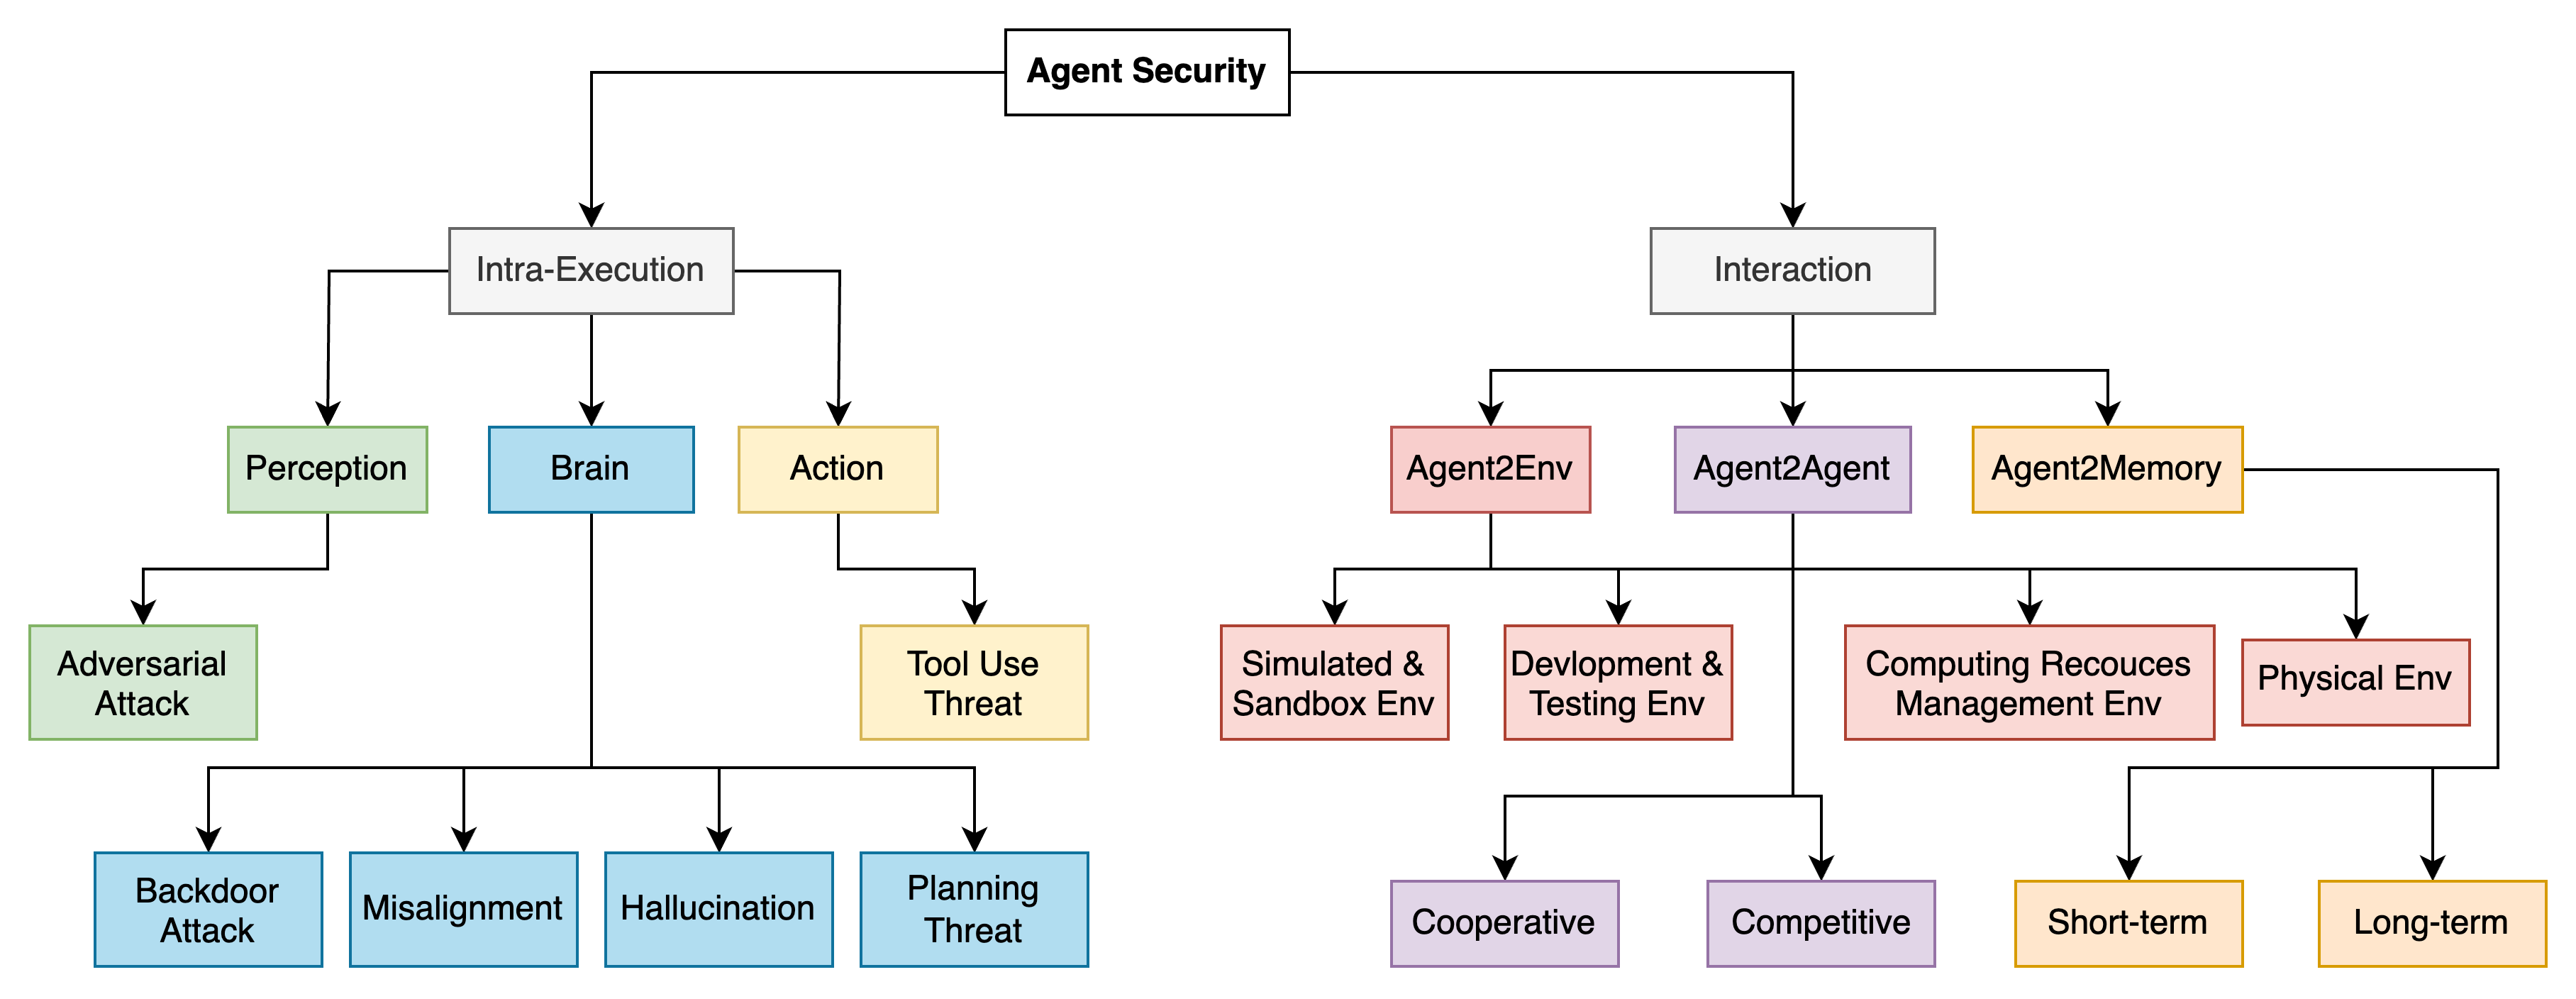 Agent Security
Intra-Execution
Interaction
Perception
Brain
Action
Agent2Env
Agent2Agent
Agent2Memory
Adversarial
Attack
Tool Use
Threat
Simulated &
Sandbox Env
Devlopment &
Testing Env
Computing Recouces
Management Env
Physical Env
Backdoor
Attack
Misalignment
Hallucination
Planning
Threat
Cooperative
Competitive
Short-term
Long-term